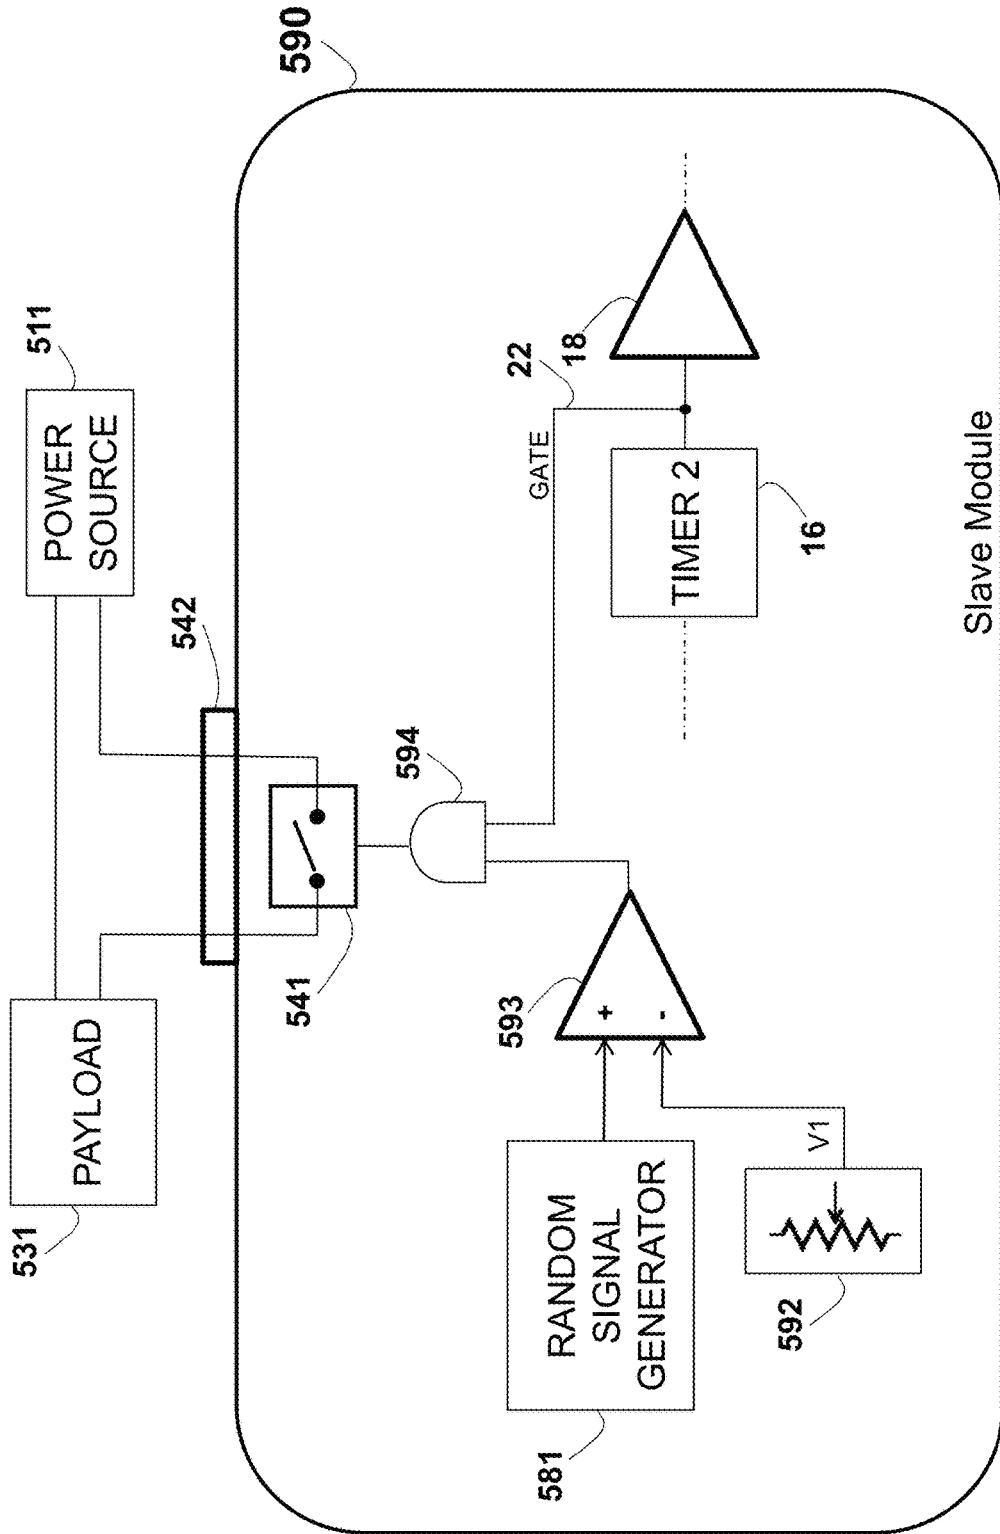 531
PAYLOAD
POWER
SOURCE
511
542
590
541
594
593
+
-
GATE
22
18
TIMER 2
16
RANDOM
SIGNAL
GENERATOR
581
V1
592
Slave Module